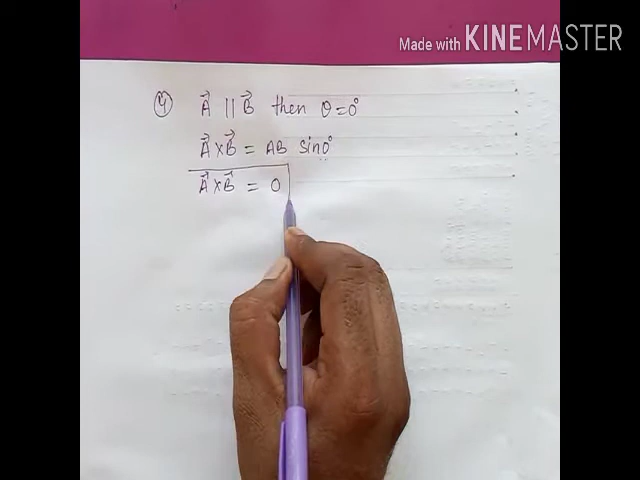 Made with KINEMASTER
④ A⃗ || B⃗ then θ=0°
A⃗ × B⃗ = AB sin0°
A⃗ × B⃗ = 0